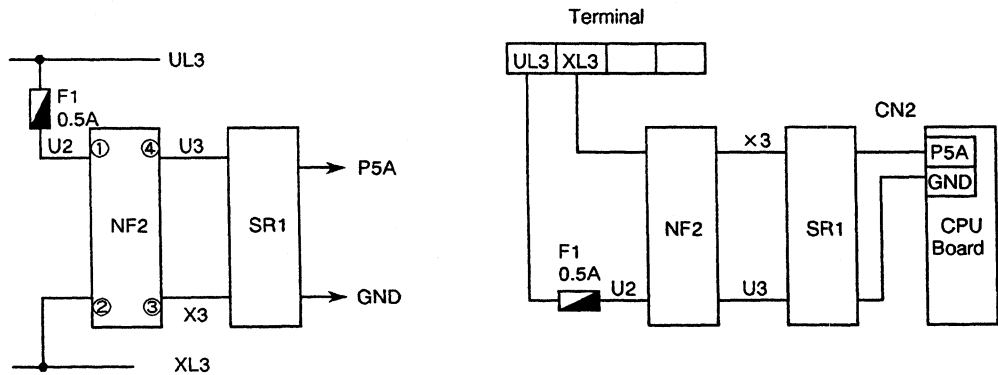 UL3
F1
0.5A
U2
①
④
U3
P5A
NF2
SR1
②
③
X3
GND
XL3
Terminal
UL3 XL3
CN2
×3
P5A
GND
NF2
SR1
CPU
Board
F1
0.5A
U2
U3